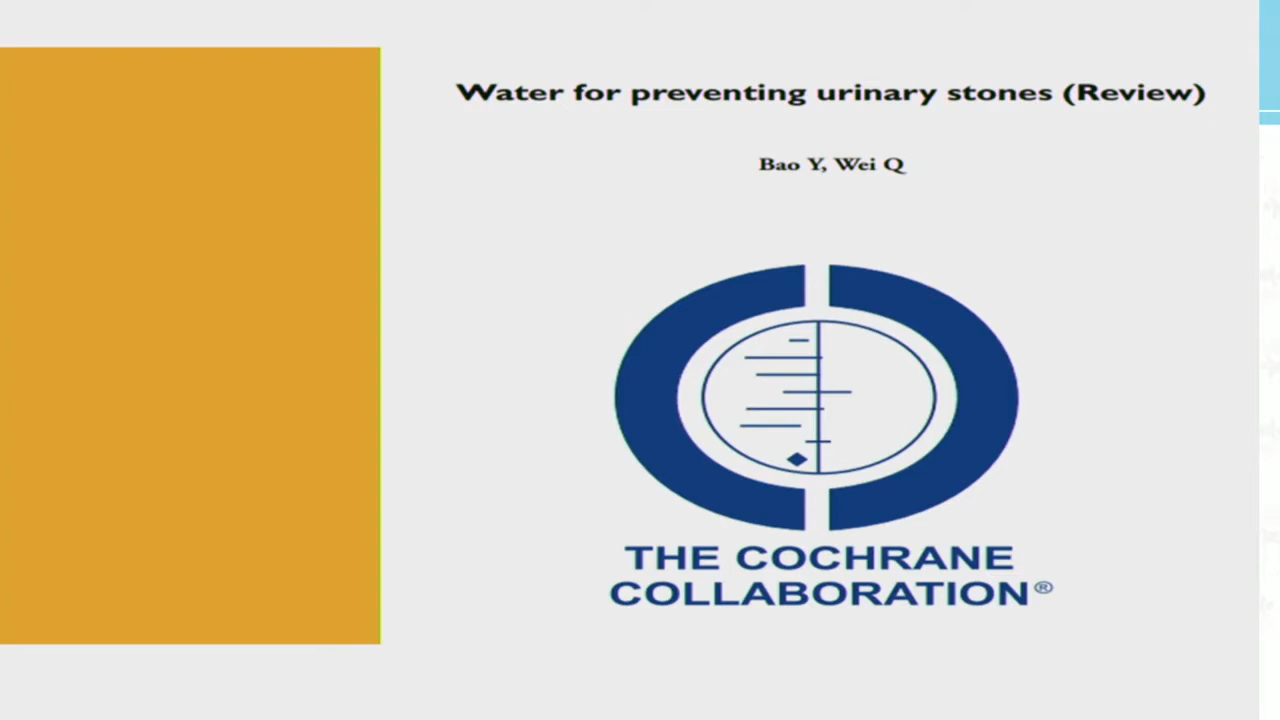 Water for preventing urinary stones (Review)
Bao Y, Wei Q
THE COCHRANE
COLLABORATION®